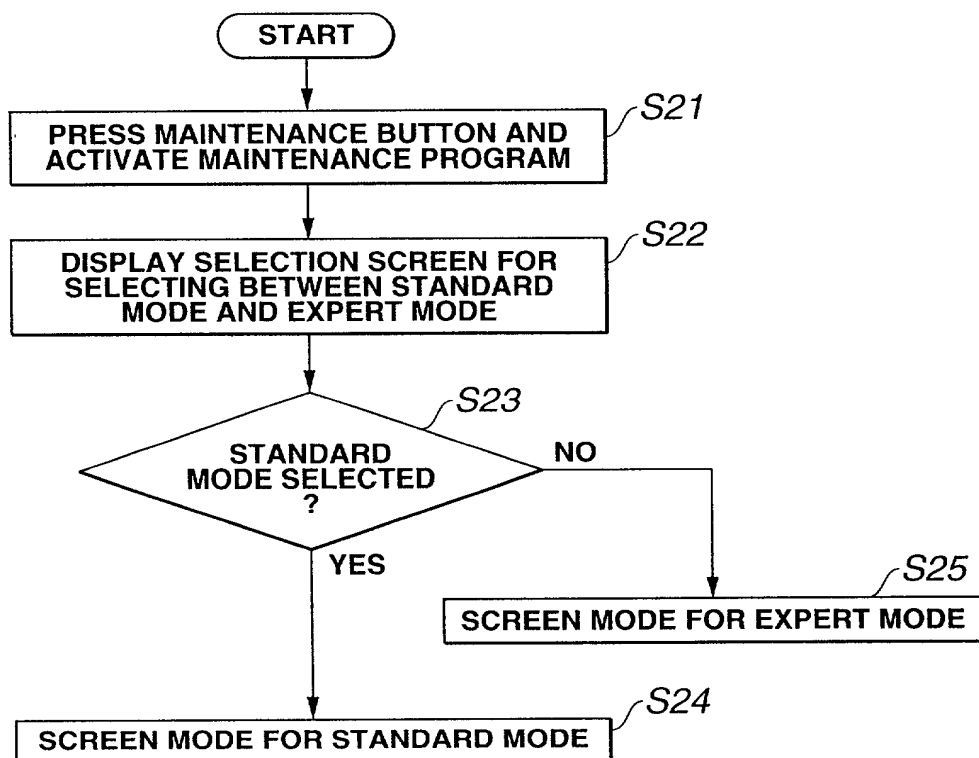 START
S21
PRESS MAINTENANCE BUTTON AND
ACTIVATE MAINTENANCE PROGRAM
S22
DISPLAY SELECTION SCREEN FOR
SELECTING BETWEEN STANDARD
MODE AND EXPERT MODE
S23
STANDARD
MODE SELECTED
?
NO
YES
S25
SCREEN MODE FOR EXPERT MODE
S24
SCREEN MODE FOR STANDARD MODE